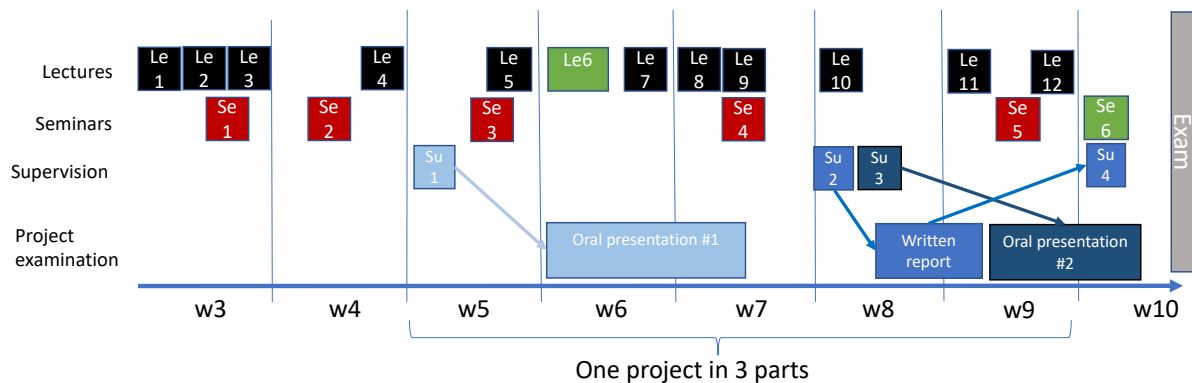 Lectures
Le 1
Le 2
Le 3
Le 4
Le 5
Le6
Le 7
Le 8
Le 9
Le 10
Le 11
Le 12
Seminars
Se 1
Se 2
Se 3
Se 4
Se 5
Se 6
Supervision
Su 1
Su 2
Su 3
Su 4
Project
examination
Oral presentation #1
Written
report
Oral presentation
#2
Exam
w3
w4
w5
w6
w7
w8
w9
w10
One project in 3 parts